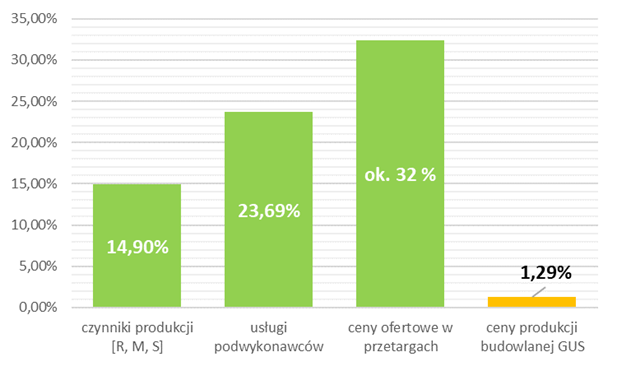 35,00%
30,00%
25,00%
20,00%
15,00%
10,00%
5,00%
0,00%
14,90%
23,69%
ok. 32 %
1,29%
czynniki produkcji
[R, M, S]
usługi
podwykonawców
ceny ofertowe w
przetargach
ceny produkcji
budowlanej GUS